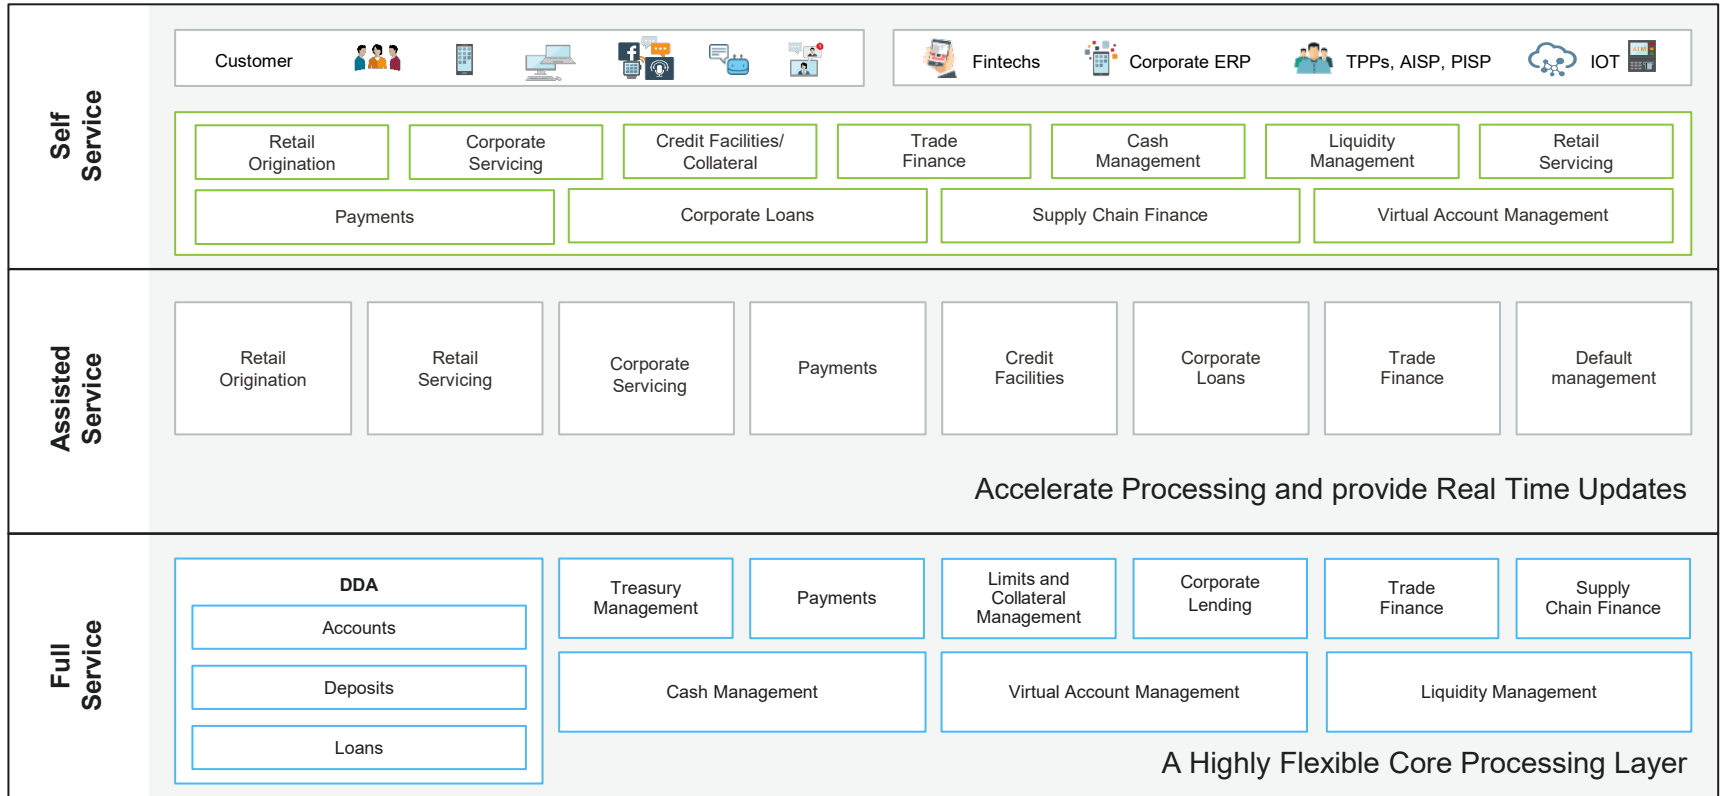 Self
Service
Customer
Fintechs
Corporate ERP
TPPs, AISP, PISP
IOT
Retail
Origination
Corporate
Servicing
Credit Facilities/
Collateral
Trade
Finance
Cash
Management
Liquidity
Management
Retail
Servicing
Payments
Corporate Loans
Supply Chain Finance
Virtual Account Management
Assisted
Service
Retail
Origination
Retail
Servicing
Corporate
Servicing
Payments
Credit
Facilities
Corporate
Loans
Trade
Finance
Default
management
Accelerate Processing and provide Real Time Updates
Full
Service
DDA
Accounts
Deposits
Loans
Treasury
Management
Payments
Limits and
Collateral
Management
Corporate
Lending
Trade
Finance
Supply
Chain Finance
Cash Management
Virtual Account Management
Liquidity Management
A Highly Flexible Core Processing Layer